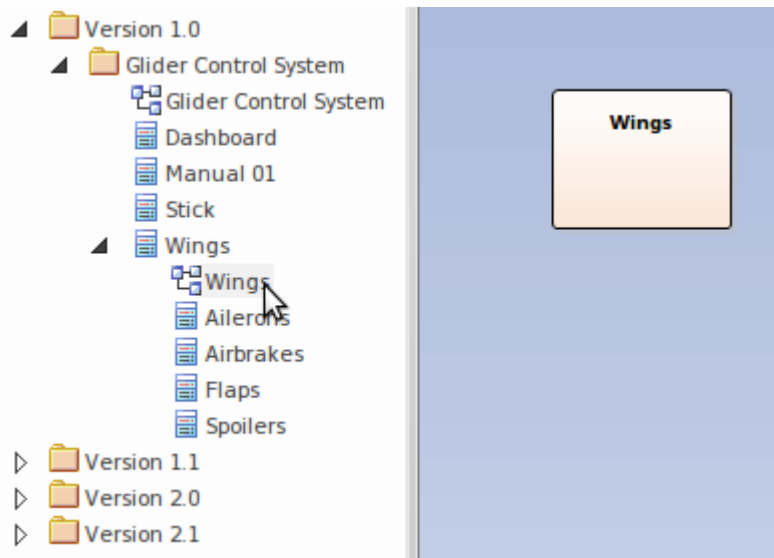 Version 1.0
Glider Control System
Glider Control System
Dashboard
Manual 01
Stick
Wings
Wings
Ailerons
Airbrakes
Flaps
Spoilers
Version 1.1
Version 2.0
Version 2.1
Wings